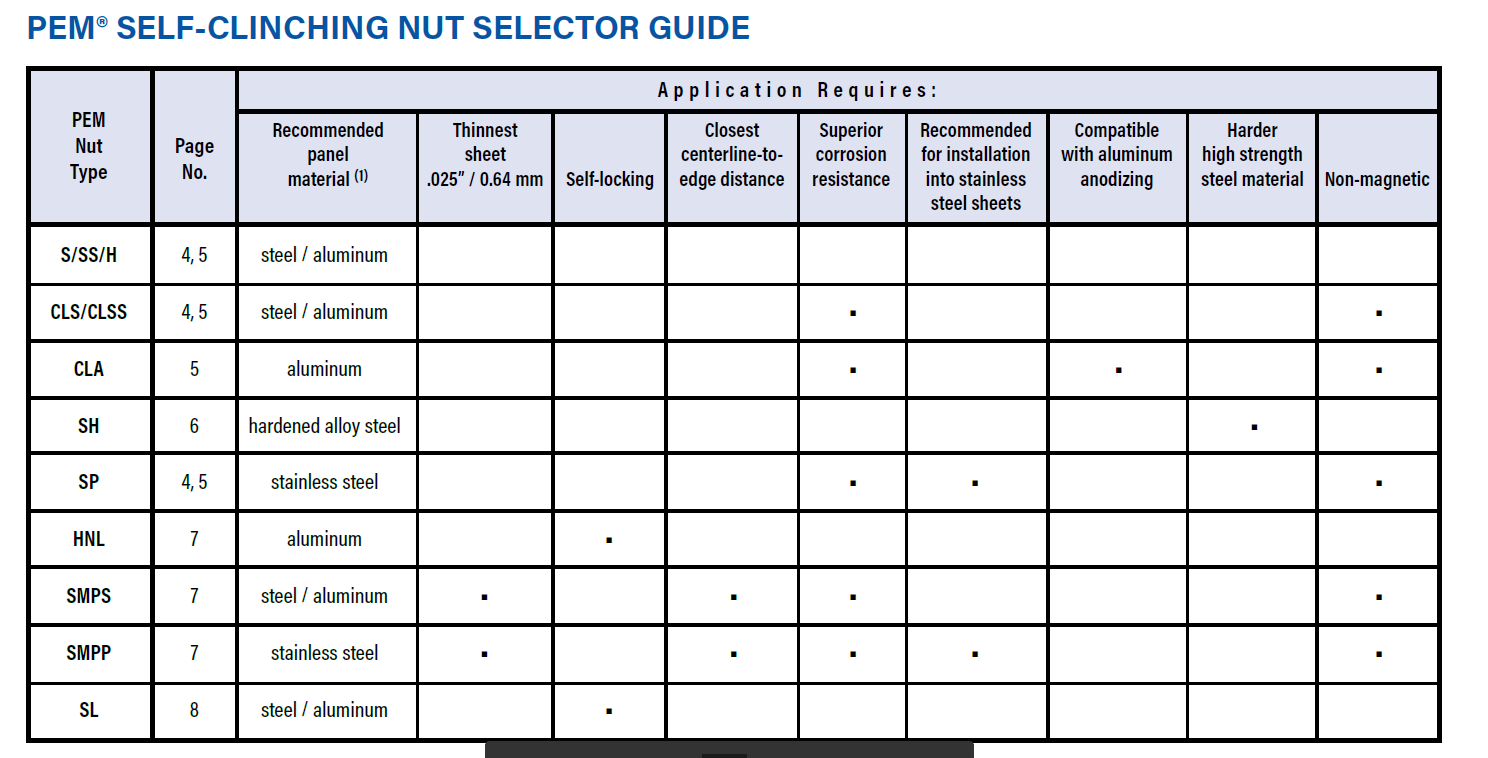 PEM® SELF-CLINCHING NUT SELECTOR GUIDE
Application Requires:
PEM
Nut
Type
Page
No.
Recommended
panel
material (1)
Thinnest
sheet
.025” / 0.64 mm
Self-locking
Closest
centerline-to-
edge distance
Superior
corrosion
resistance
Recommended
for installation
into stainless
steel sheets
Compatible
with aluminum
anodizing
Harder
high strength
steel material
Non-magnetic
S/SS/H 4, 5 steel / aluminum
CLS/CLSS 4, 5 steel / aluminum ▪ ▪
CLA 5 aluminum ▪ ▪ ▪
SH 6 hardened alloy steel ▪
SP 4, 5 stainless steel ▪ ▪ ▪
HNL 7 aluminum ▪
SMPS 7 steel / aluminum ▪ ▪ ▪ ▪
SMPP 7 stainless steel ▪ ▪ ▪ ▪ ▪
SL 8 steel / aluminum ▪